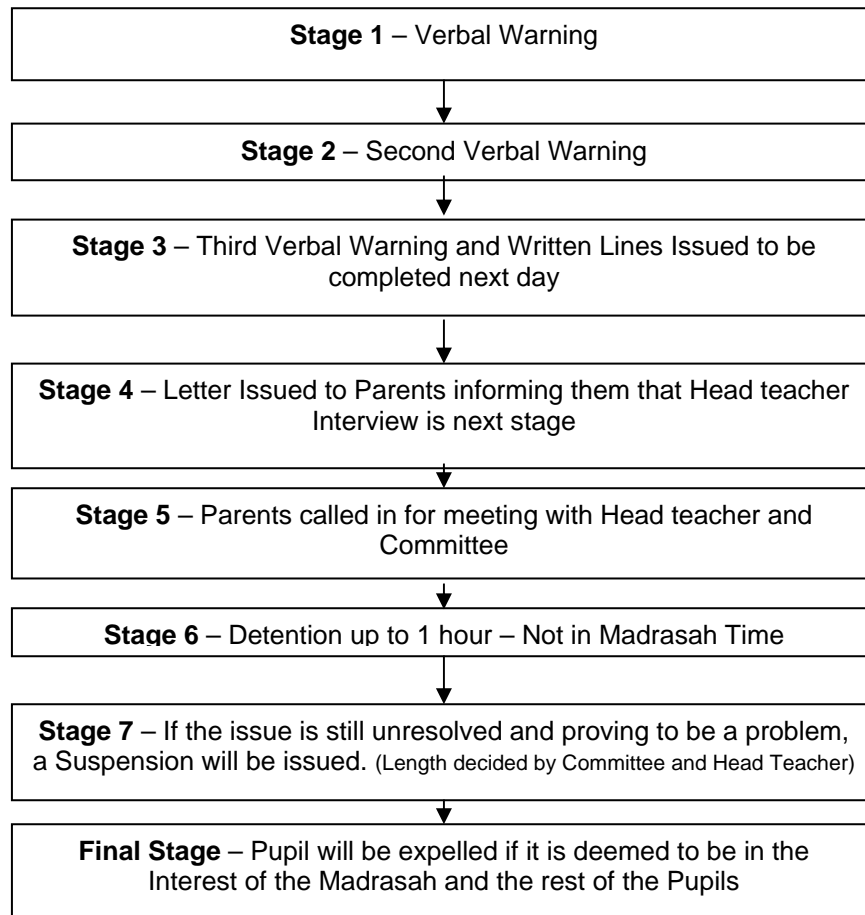 Stage 1 – Verbal Warning
Stage 2 – Second Verbal Warning
Stage 3 – Third Verbal Warning and Written Lines Issued to be
completed next day
Stage 4 – Letter Issued to Parents informing them that Head teacher
Interview is next stage
Stage 5 – Parents called in for meeting with Head teacher and
Committee
Stage 6 – Detention up to 1 hour – Not in Madrasah Time
Stage 7 – If the issue is still unresolved and proving to be a problem,
a Suspension will be issued. (Length decided by Committee and Head Teacher)
Final Stage – Pupil will be expelled if it is deemed to be in the
Interest of the Madrasah and the rest of the Pupils